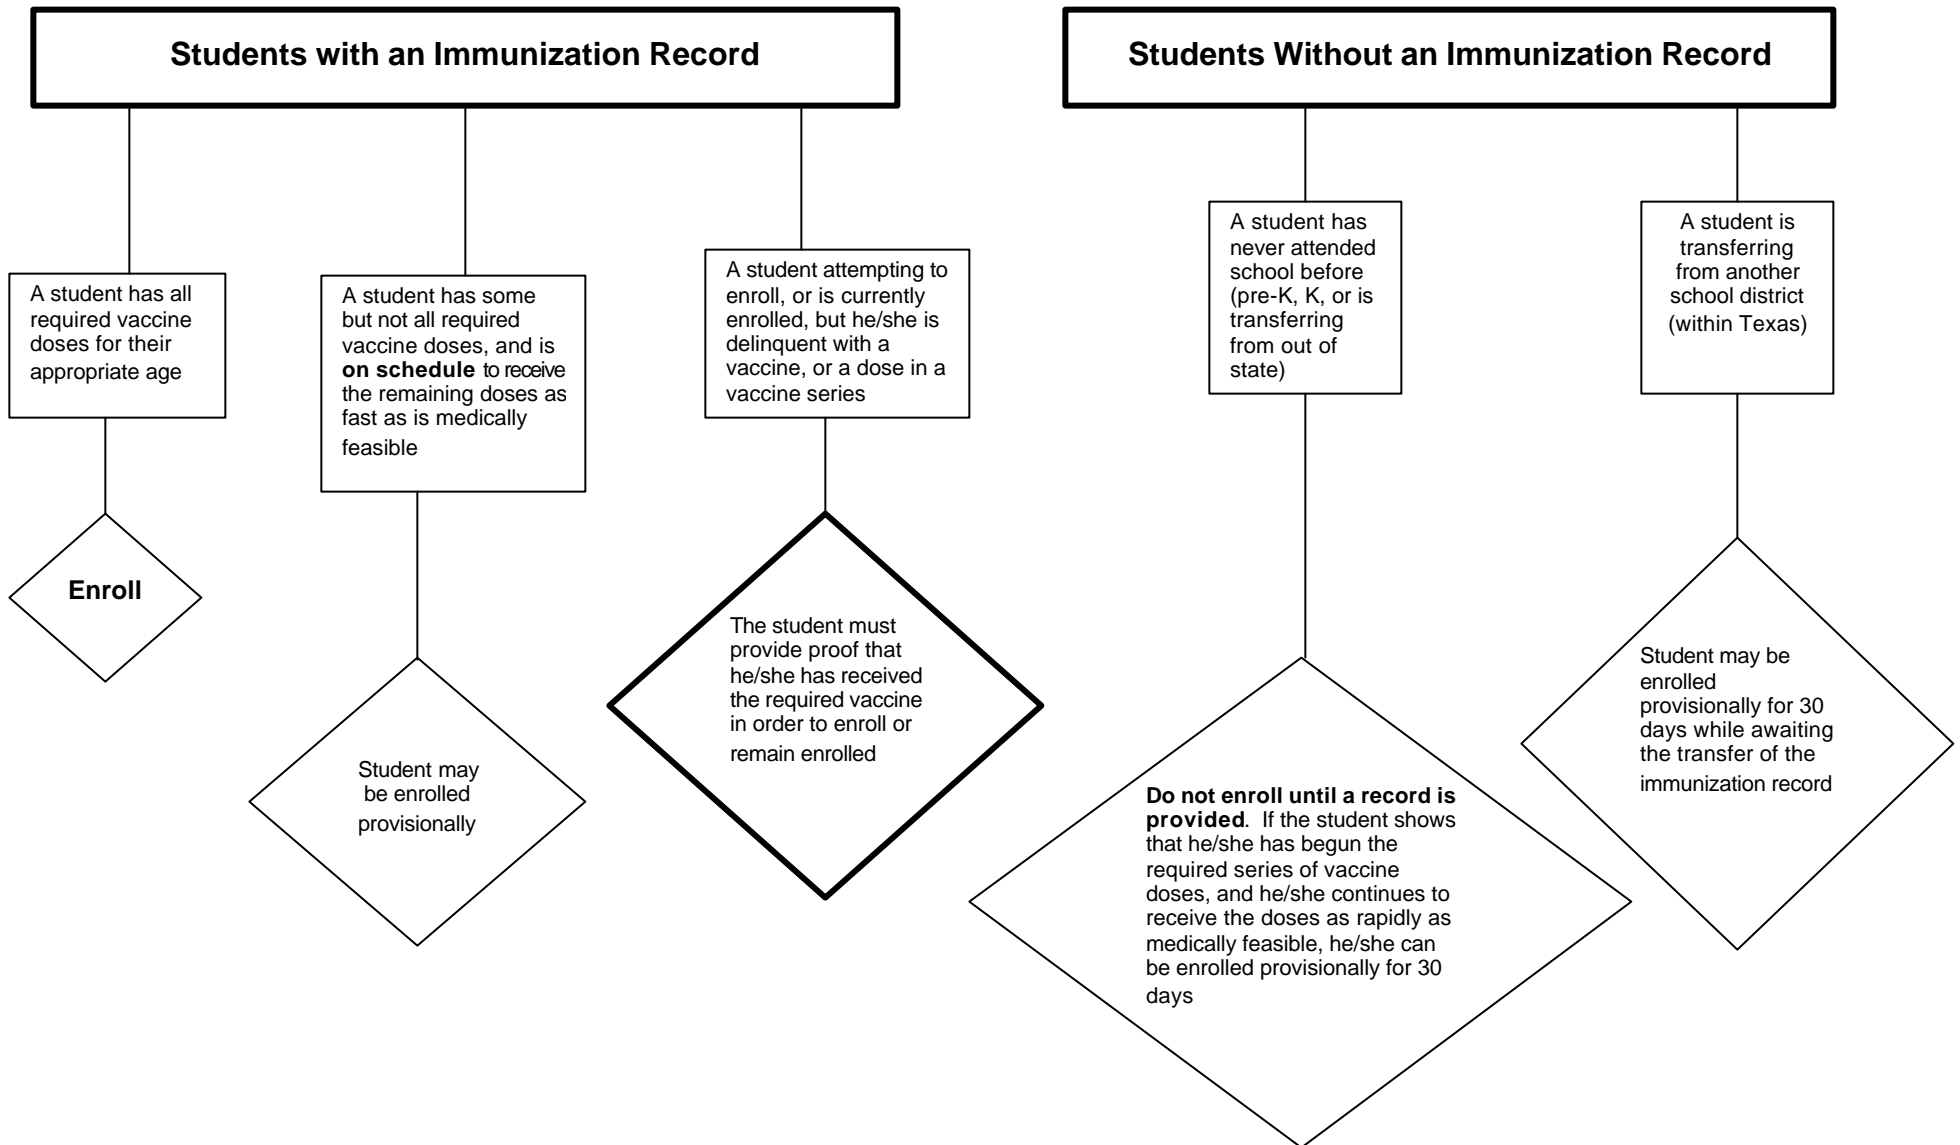 Students with an Immunization Record
Students Without an Immunization Record
A student has all
required vaccine
doses for their
appropriate age
A student has some
but not all required
vaccine doses, and is
on schedule to receive
the remaining doses as
fast as is medically
feasible
A student attempting to
enroll, or is currently
enrolled, but he/she is
delinquent with a
vaccine, or a dose in a
vaccine series
A student has
never attended
school before
(pre-K, K, or is
transferring
from out of
state)
A student is
transferring
from another
school district
(within Texas)
Enroll
Student may
be enrolled
provisionally
The student must
provide proof that
he/she has received
the required vaccine
in order to enroll or
remain enrolled
Do not enroll until a record is
provided. If the student shows
that he/she has begun the
required series of vaccine
doses, and he/she continues to
receive the doses as rapidly as
medically feasible, he/she can
be enrolled provisionally for 30
days
Student may be
enrolled
provisionally for 30
days while awaiting
the transfer of the
immunization record